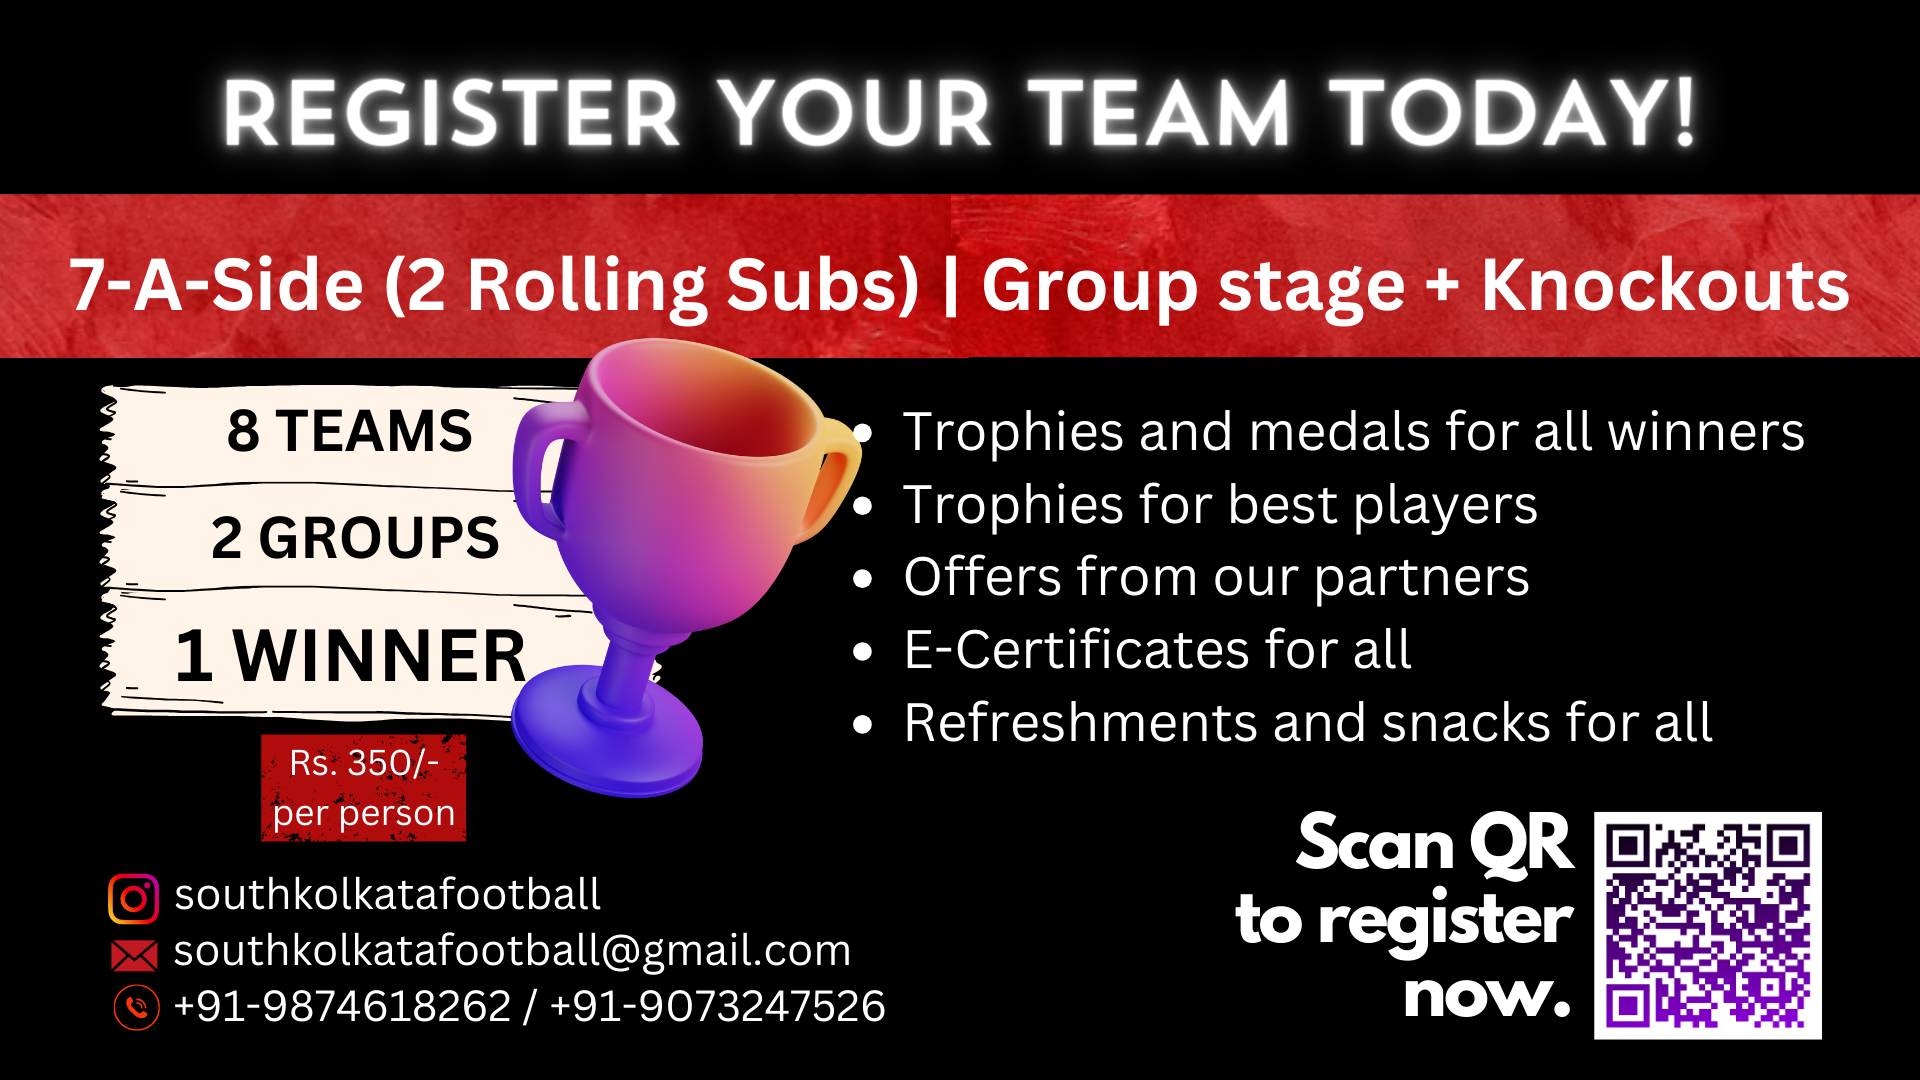 REGISTER YOUR TEAM TODAY!
7-A-Side (2 Rolling Subs) | Group stage + Knockouts
8 TEAMS
2 GROUPS
1 WINNER
Rs. 350/-
per person
• Trophies and medals for all winners
• Trophies for best players
• Offers from our partners
• E-Certificates for all
• Refreshments and snacks for all
southkolkatafootball
southkolkatafootball@gmail.com
+91-9874618262 / +91-9073247526
Scan QR
to register
now.